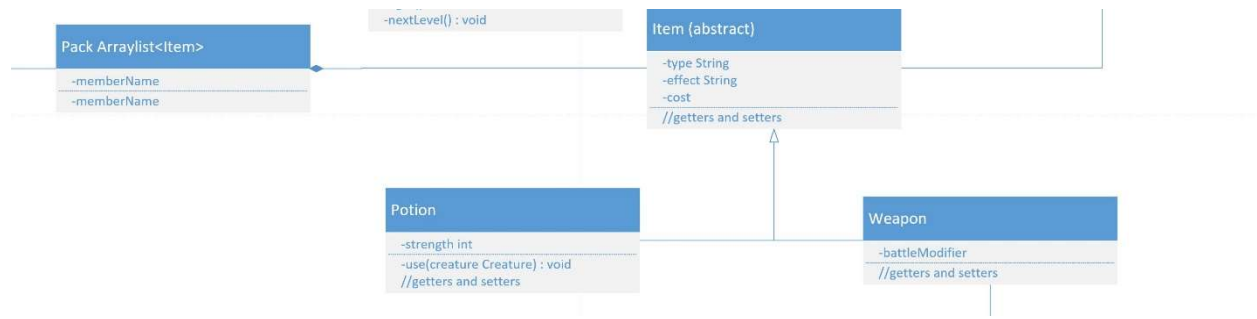 -nextLevel() : void
Pack Arraylist<Item>
-memberName
-memberName
Item (abstract)
-type String
-effect String
-cost
//getters and setters
Potion
-strength int
-use(creature Creature) : void
//getters and setters
Weapon
-battleModifier
//getters and setters